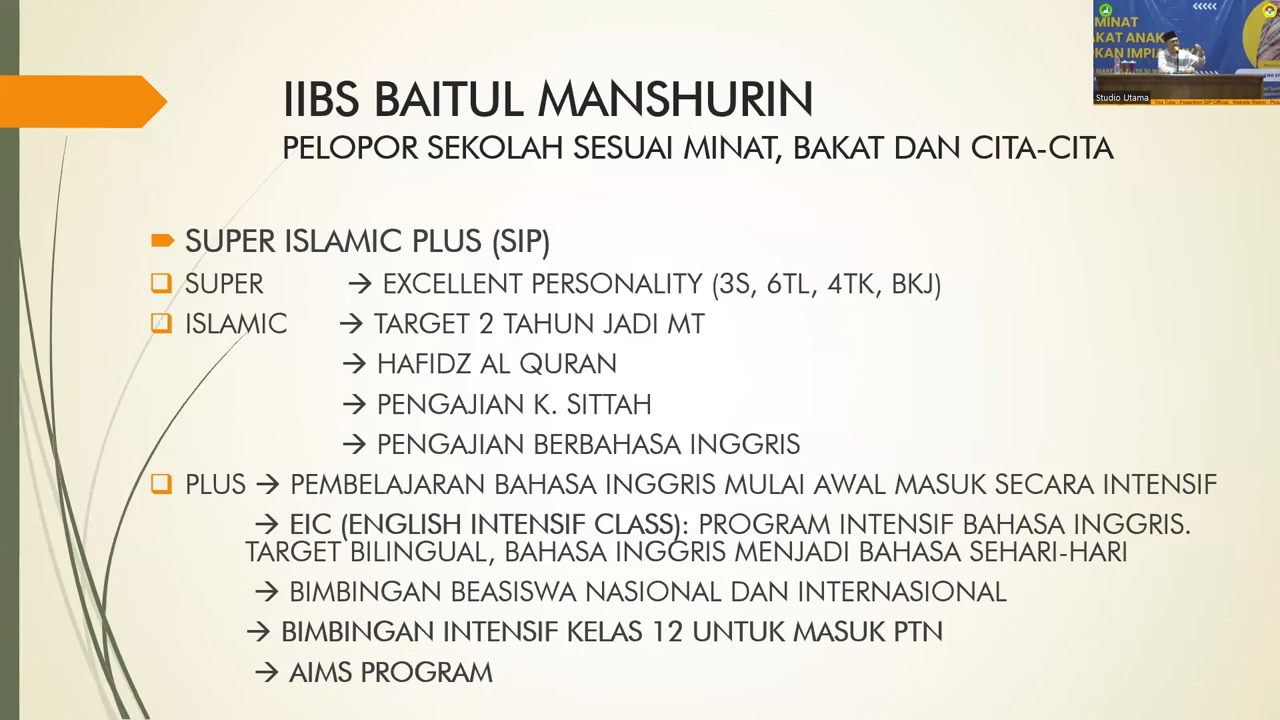 IIBS BAITUL MANSHURIN
PELOPOR SEKOLAH SESUAI MINAT, BAKAT DAN CITA-CITA
SUPER ISLAMIC PLUS (SIP)
SUPER → EXCELLENT PERSONALITY (3S, 6TL, 4TK, BKJ)
ISLAMIC → TARGET 2 TAHUN JADI MT
→ HAFIDZ AL QURAN
→ PENGAJIAN K. SITTAH
→ PENGAJIAN BERBAHASA INGGRIS
PLUS → PEMBELAJARAN BAHASA INGGRIS MULAI AWAL MASUK SECARA INTENSIF
→ EIC (ENGLISH INTENSIF CLASS): PROGRAM INTENSIF BAHASA INGGRIS.
TARGET BILINGUAL, BAHASA INGGRIS MENJADI BAHASA SEHARI-HARI
→ BIMBINGAN BEASISWA NASIONAL DAN INTERNASIONAL
→ BIMBINGAN INTENSIF KELAS 12 UNTUK MASUK PTN
→ AIMS PROGRAM
MINAT
AKAT ANAK
Studio Utama